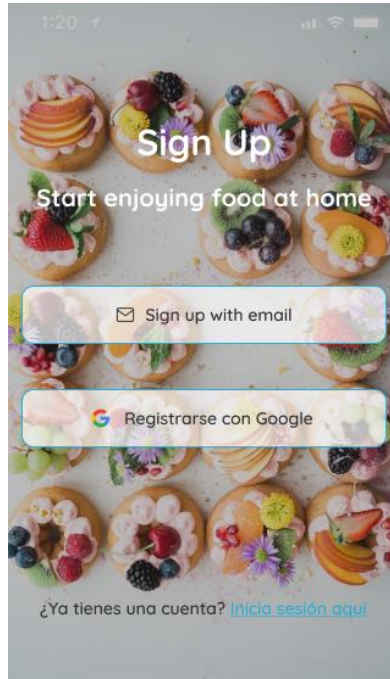 1:20
Sign Up
Start enjoying food at home
Sign up with email
Registrarse con Google
¿Ya tienes una cuenta? Inicia sesión aquí